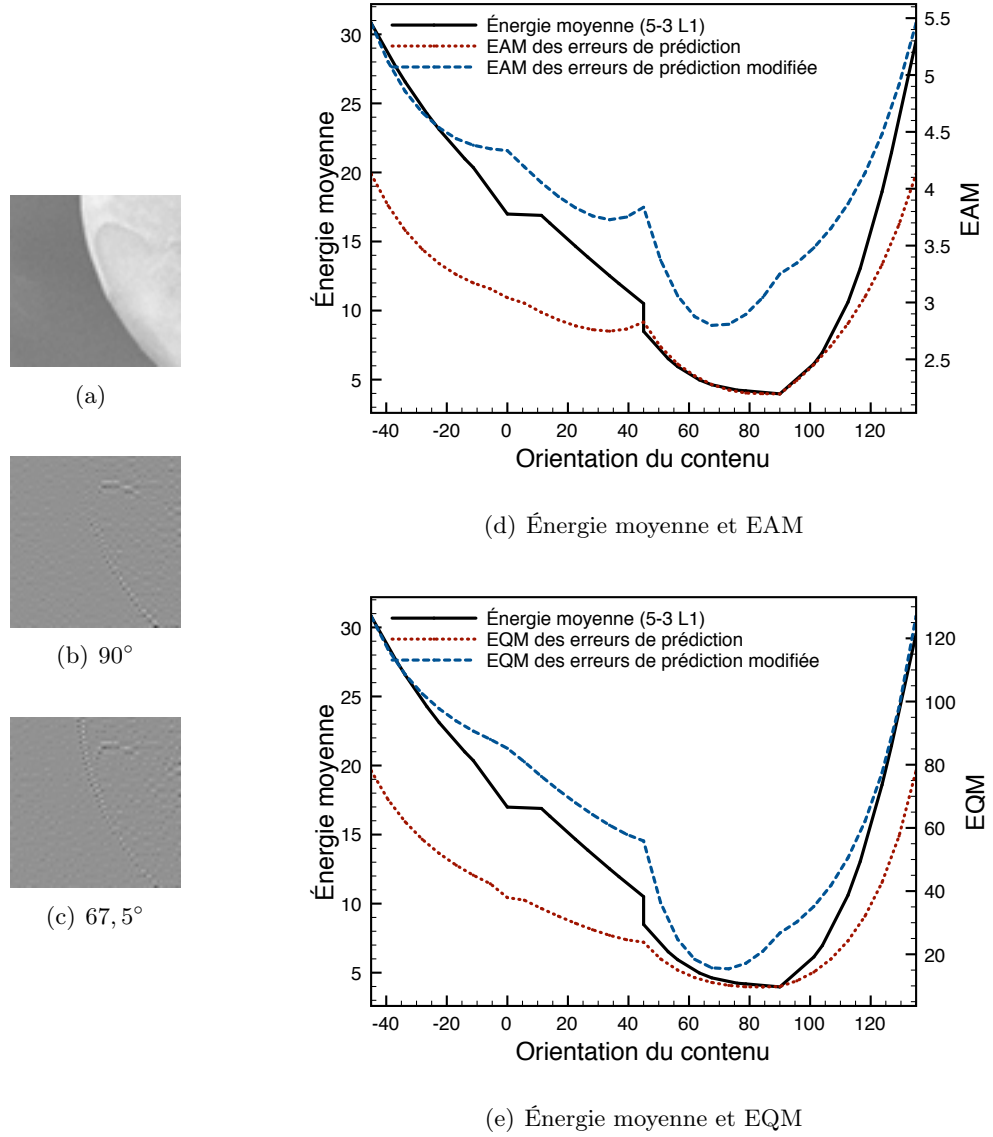 (a)
(b) 90°
(c) 67, 5°
Énergie moyenne (5-3 L1)
EAM des erreurs de prédiction
EAM des erreurs de prédiction modifiée
30
25
20
15
10
5
Énergie moyenne
5.5
5
4.5
4
3.5
3
2.5
EAM
-40 -20 0 20 40 60 80 100 120
Orientation du contenu
(d) Énergie moyenne et EAM
Énergie moyenne (5-3 L1)
EQM des erreurs de prédiction
EQM des erreurs de prédiction modifiée
30
25
20
15
10
5
Énergie moyenne
120
100
80
60
40
20
EQM
-40 -20 0 20 40 60 80 100 120
Orientation du contenu
(e) Énergie moyenne et EQM